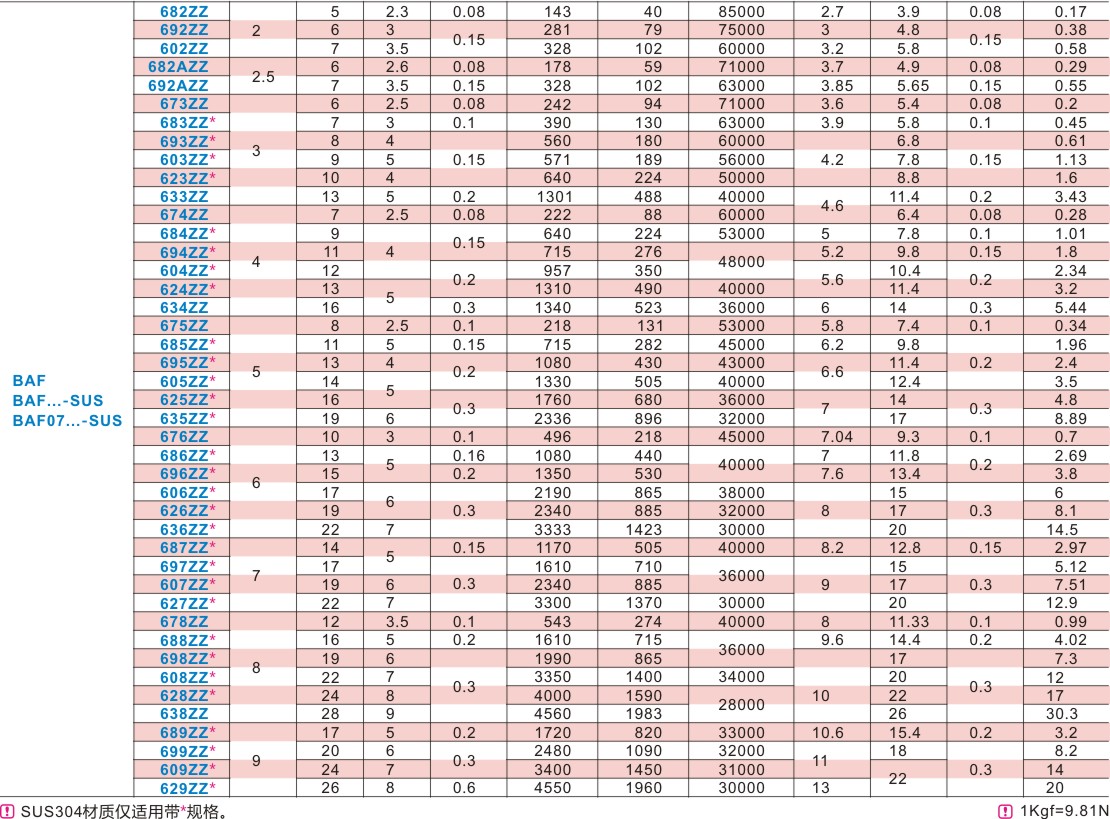 682ZZ 5 2.3 0.08 143 40 85000 2.7 3.9 0.08 0.17
692ZZ 2 6 3 0.15 281 79 75000 3 4.8 0.15 0.38
602ZZ 7 3.5 328 102 60000 3.2 5.8 0.58
682AZZ 2.5 6 2.6 0.08 178 59 71000 3.7 4.9 0.08 0.29
692AZZ 7 3.5 0.15 328 102 63000 3.85 5.65 0.15 0.55
673ZZ 6 2.5 0.08 242 94 71000 3.6 5.4 0.08 0.2
683ZZ* 7 3 0.1 390 130 63000 3.9 5.8 0.1 0.45
693ZZ* 3 8 4 560 180 60000 6.8 0.61
603ZZ* 9 5 0.15 571 189 56000 4.2 7.8 0.15 1.13
623ZZ* 10 4 640 224 50000 8.8 1.6
633ZZ 13 5 0.2 1301 488 40000 4.6 11.4 0.2 3.43
674ZZ 7 2.5 0.08 222 88 60000 6.4 0.08 0.28
684ZZ* 9 0.15 640 224 53000 5 7.8 0.1 1.01
694ZZ* 4 11 4 715 276 48000 5.2 9.8 0.15 1.8
604ZZ* 12 0.2 957 350 5.6 10.4 0.2 2.34
624ZZ* 13 5 1310 490 40000 11.4 3.2
634ZZ 16 0.3 1340 523 36000 6 14 0.3 5.44
675ZZ 8 2.5 0.1 218 131 53000 5.8 7.4 0.1 0.34
685ZZ* 11 5 0.15 715 282 45000 6.2 9.8 1.96
695ZZ* 5 13 4 0.2 1080 430 43000 6.6 11.4 0.2 2.4
BAF 605ZZ* 14 5 1330 505 40000 12.4 3.5
BAF...-SUS 625ZZ* 16 0.3 1760 680 36000 7 14 0.3 4.8
BAF07...-SUS 635ZZ* 19 6 2336 896 32000 17 8.89
676ZZ 10 3 0.1 496 218 45000 7.04 9.3 0.1 0.7
686ZZ* 13 5 0.16 1080 440 40000 7 11.8 0.2 2.69
696ZZ* 6 15 0.2 1350 530 7.6 13.4 3.8
606ZZ* 17 6 2190 865 38000 15 6
626ZZ* 19 0.3 2340 885 32000 8 17 0.3 8.1
636ZZ* 22 7 3333 1423 30000 20 14.5
687ZZ* 14 5 0.15 1170 505 40000 8.2 12.8 0.15 2.97
697ZZ* 7 17 1610 710 36000 15 5.12
607ZZ* 19 6 0.3 2340 885 9 17 0.3 7.51
627ZZ* 22 7 3300 1370 30000 20 12.9
678ZZ 12 3.5 0.1 543 274 40000 8 11.33 0.1 0.99
688ZZ* 16 5 0.2 1610 715 36000 9.6 14.4 0.2 4.02
698ZZ* 8 19 6 1990 865 17 7.3
608ZZ* 22 7 0.3 3350 1400 34000 20 0.3 12
628ZZ* 24 8 4000 1590 28000 10 22 17
638ZZ 28 9 4560 1983 26 30.3
689ZZ* 17 5 0.2 1720 820 33000 10.6 15.4 0.2 3.2
699ZZ* 9 20 6 0.3 2480 1090 32000 11 18 8.2
609ZZ* 24 7 3400 1450 31000 22 0.3 14
629ZZ* 26 8 0.6 4550 1960 30000 13 20
! SUS304材质仅适用带*规格。 ! 1Kgf=9.81N